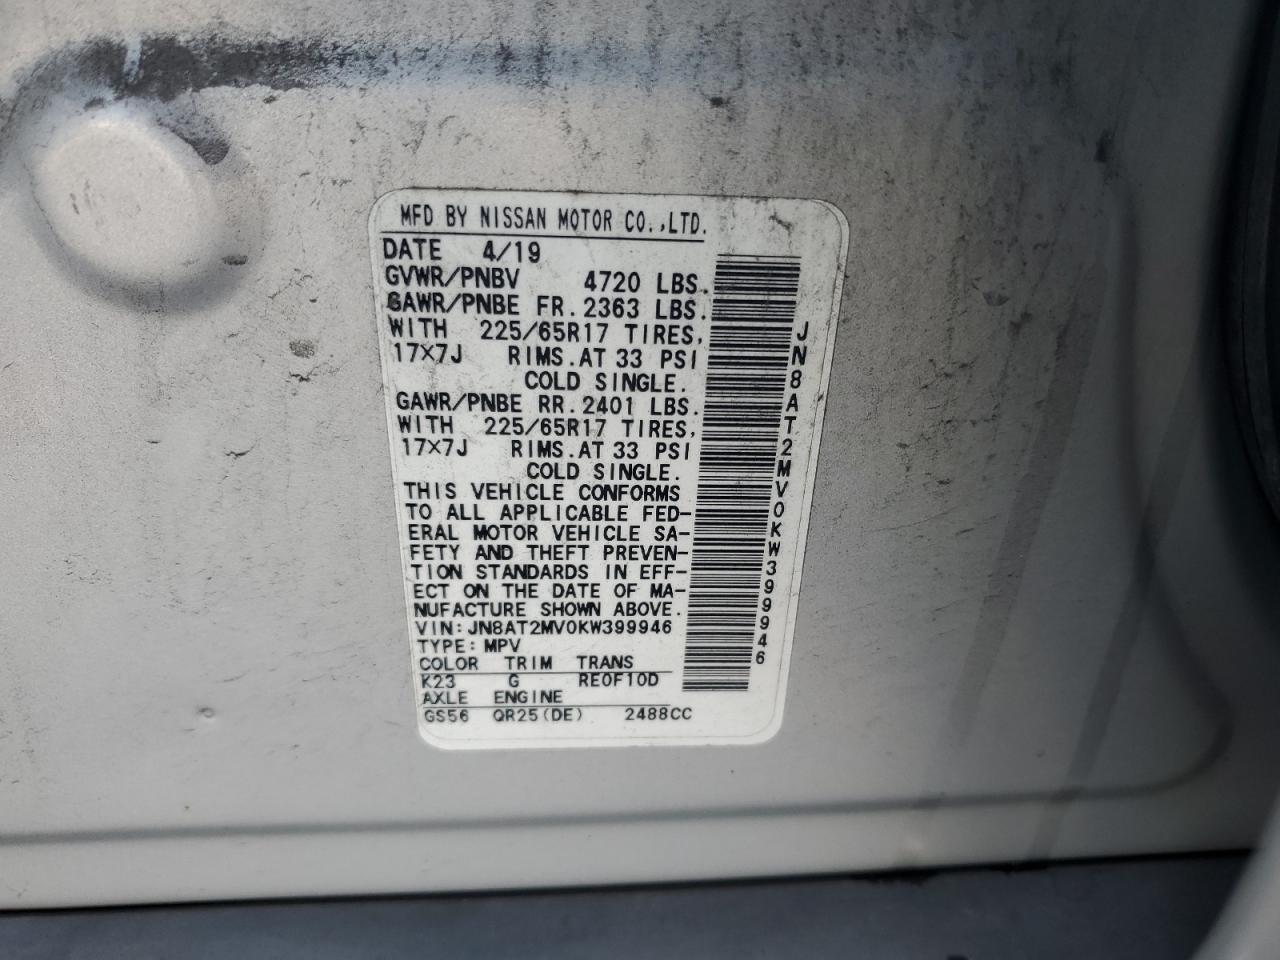 MFD BY NISSAN MOTOR CO.,LTD.
DATE 4/19
GVWR/PNBV 4720 LBS.
GAWR/PNBE FR. 2363 LBS.
WITH 225/65R17 TIRES,
17×7J RIMS. AT 33 PSI
COLD SINGLE.
GAWR/PNBE RR. 2401 LBS.
WITH 225/65R17 TIRES,
17×7J RIMS. AT 33 PSI
COLD SINGLE.
THIS VEHICLE CONFORMS
TO ALL APPLICABLE FED-
ERAL MOTOR VEHICLE SA-
FETY AND THEFT PREVEN-
TION STANDARDS IN EFF-
ECT ON THE DATE OF MA-
NUFACTURE SHOWN ABOVE.
VIN: JN8AT2MV0KW399946
TYPE: MPV
COLOR TRIM TRANS
K23 G RE0F10D
AXLE ENGINE
GS56 QR25(DE) 2488CC
JN8AT2MV0KW399946